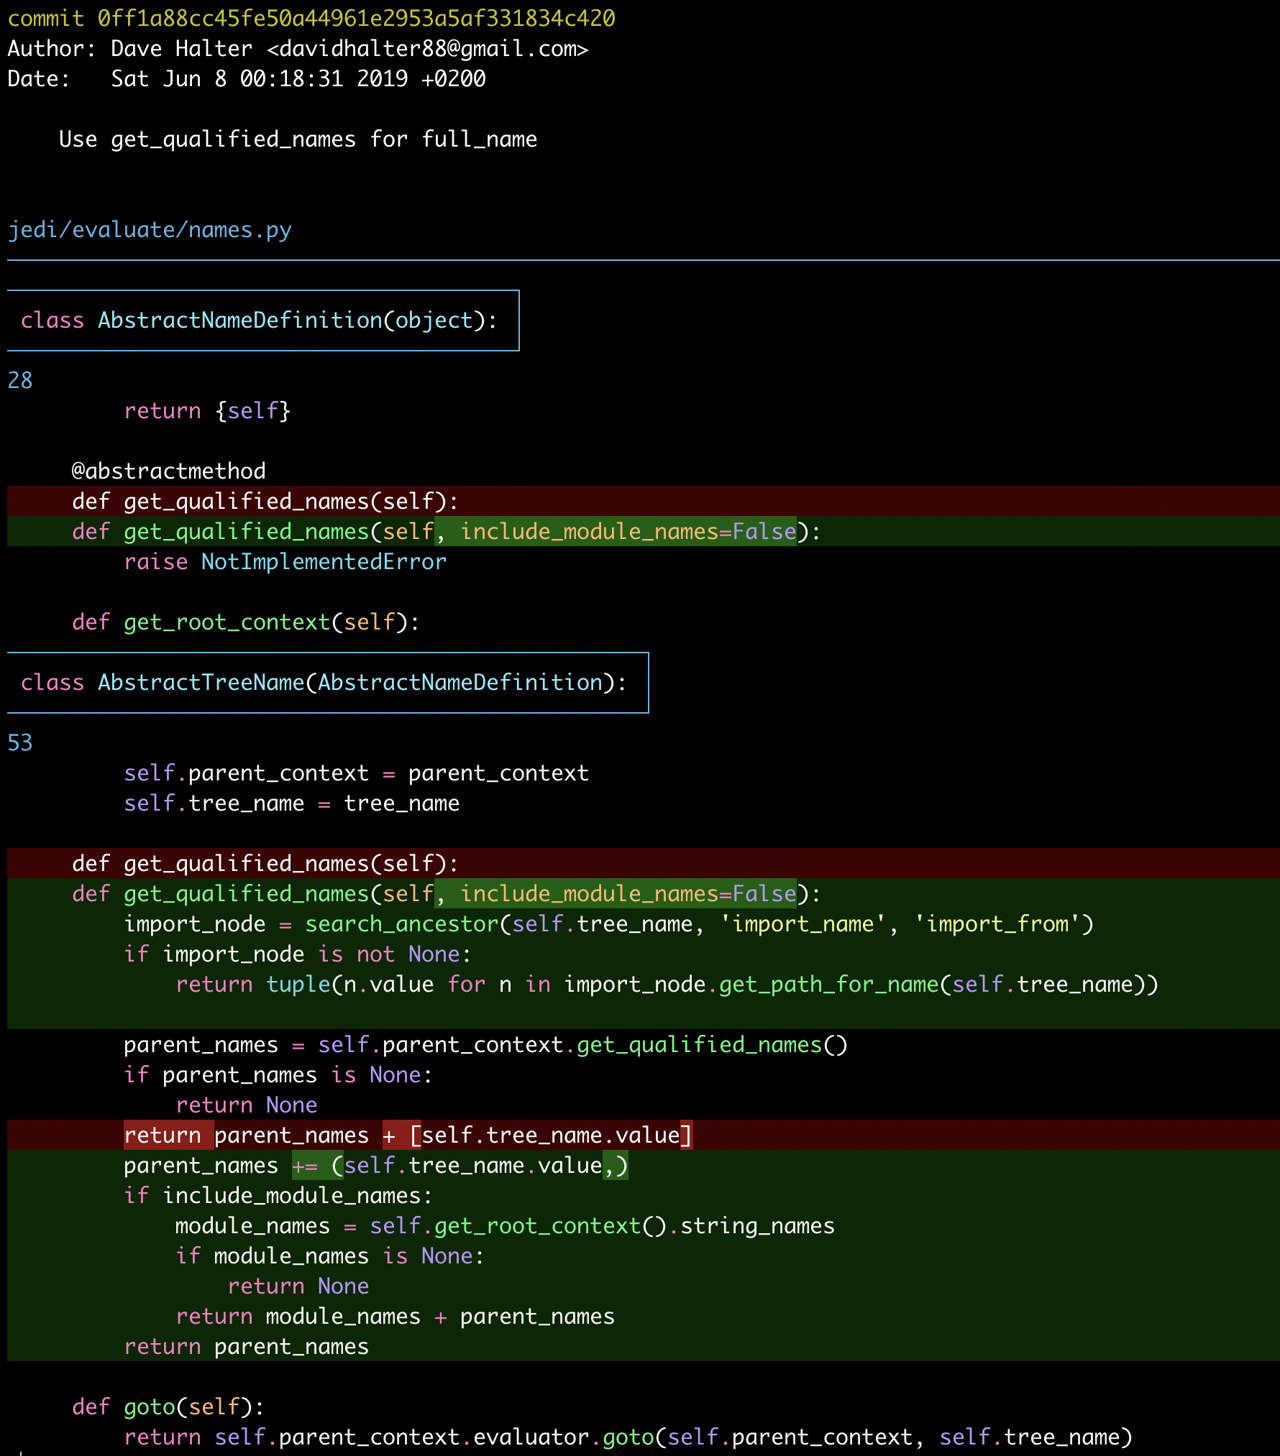 commit 0ff1a88cc45fe50a44961e2953a5af331834c420
Author: Dave Halter <davidhalter88@gmail.com>
Date:   Sat Jun 8 00:18:31 2019 +0200

    Use get_qualified_names for full_name

jedi/evaluate/names.py

class AbstractNameDefinition(object):

28
         return {self}

     @abstractmethod
     def get_qualified_names(self):
     def get_qualified_names(self, include_module_names=False):
         raise NotImplementedError

     def get_root_context(self):

class AbstractTreeName(AbstractNameDefinition):

53
         self.parent_context = parent_context
         self.tree_name = tree_name

     def get_qualified_names(self):
     def get_qualified_names(self, include_module_names=False):
         import_node = search_ancestor(self.tree_name, 'import_name', 'import_from')
         if import_node is not None:
             return tuple(n.value for n in import_node.get_path_for_name(self.tree_name))

         parent_names = self.parent_context.get_qualified_names()
         if parent_names is None:
             return None
         return parent_names + [self.tree_name.value]
         parent_names += (self.tree_name.value,)
         if include_module_names:
             module_names = self.get_root_context().string_names
             if module_names is None:
                 return None
             return module_names + parent_names
         return parent_names

     def goto(self):
         return self.parent_context.evaluator.goto(self.parent_context, self.tree_name)